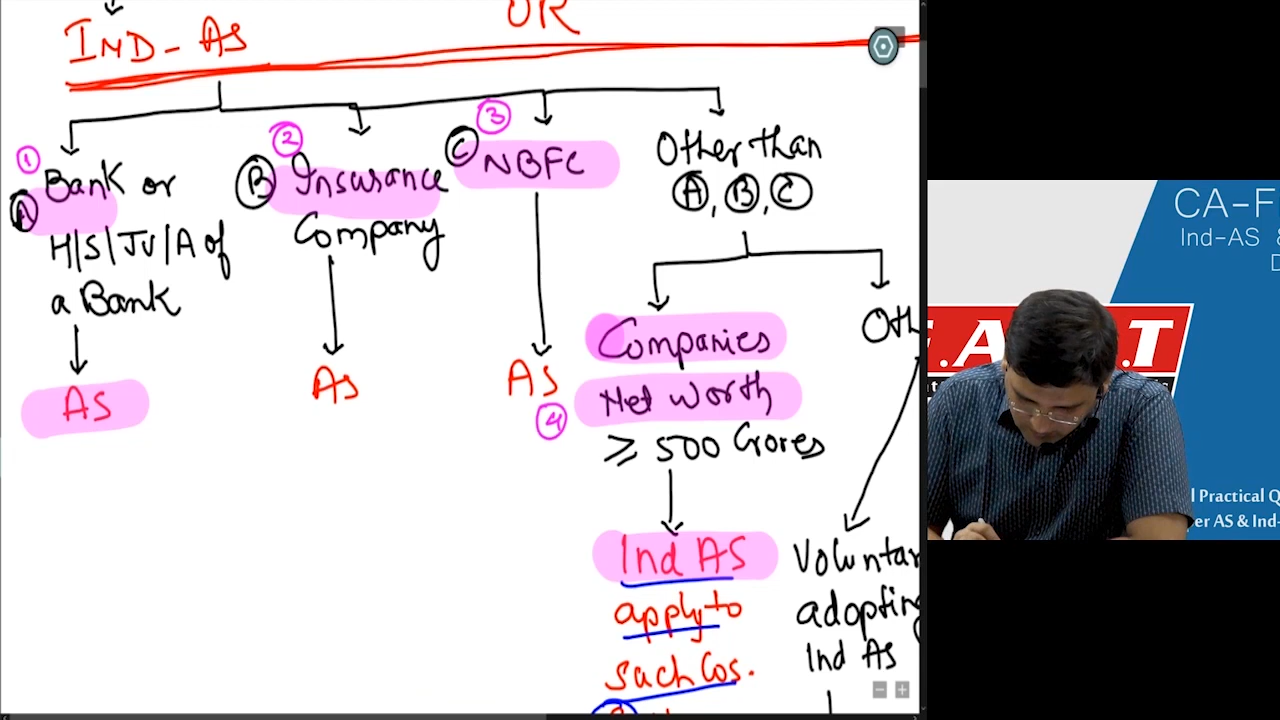 OR
IND-AS
①
Ⓐ Bank or
H/S/JV/A of
a Bank
AS
②
Ⓑ Insurance
Company
AS
③
Ⓒ NBFC
AS
Other than
Ⓐ, Ⓑ, Ⓒ
④
Companies
Net worth
≥ 500 Crores
Ind AS
apply to
such Cos.
Oth
Voluntar
adopting
Ind AS
CA-F
Ind-AS &
D
.A. .T
l Practical Q
er AS & Ind-